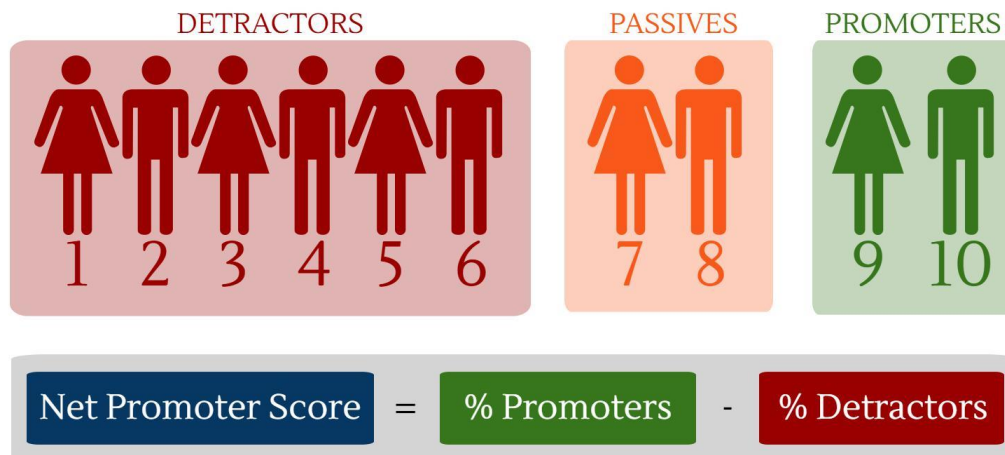 DETRACTORS PASSIVES PROMOTERS
1 2 3 4 5 6 7 8 9 10
Net Promoter Score = % Promoters - % Detractors